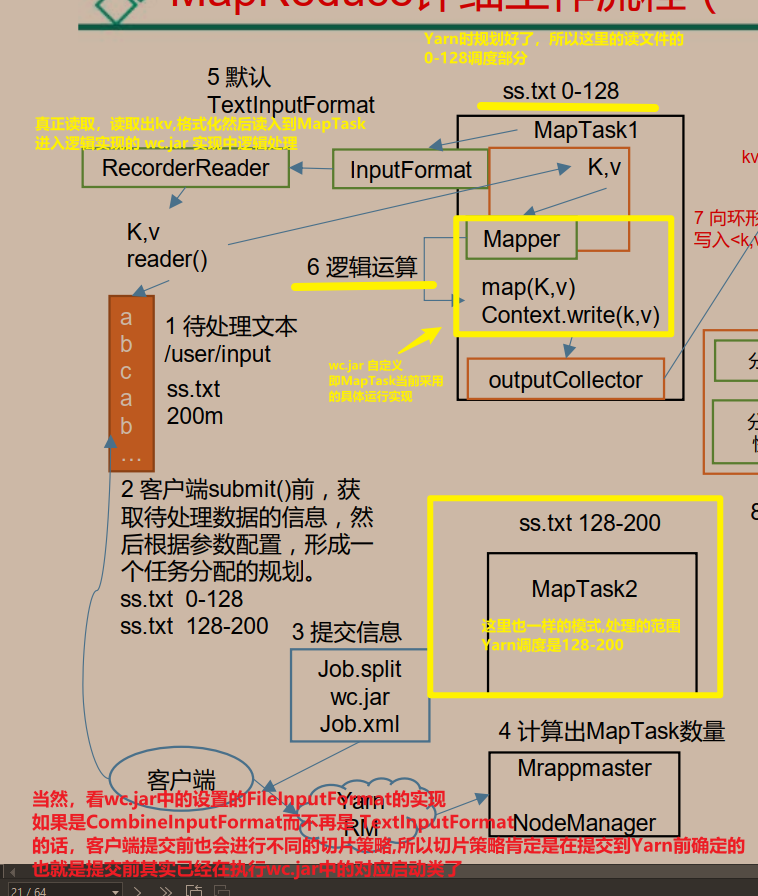 MapReduce详细工作流程（
Yarn时规划好了，所以这里的读文件的
0-128调度部分
5 默认
TextInputFormat
ss.txt 0-128
真正读取，读取出kv,格式化然后读入到MapTask
进入逻辑实现的 wc.jar 实现中逻辑处理
MapTask1
RecorderReader
InputFormat
K,v
kv
K,v
reader()
Mapper
7 向环形
写入<k,v
6 逻辑运算
map(K,v)
Context.write(k,v)
a
b
c
a
b
…
1 待处理文本
/user/input
ss.txt
200m
wc.jar 自定义
即MapTask当前采用
的具体运行实现
outputCollector
分
分
2 客户端submit()前，获
取待处理数据的信息，然
后根据参数配置，形成一
个任务分配的规划。
ss.txt 0-128
ss.txt 128-200
8
ss.txt 128-200
MapTask2
这里也一样的模式,处理的范围
Yarn调度是128-200
3 提交信息
Job.split
wc.jar
Job.xml
4 计算出MapTask数量
Mrappmaster
NodeManager
客户端
Yarn
RM
当然，看wc.jar中的设置的FileInputFormat的实现
如果是CombineInputFormat而不再是 TextInputFormat
的话，客户端提交前也会进行不同的切片策略,所以切片策略肯定是在提交到Yarn前确定的
也就是提交前其实已经在执行wc.jar中的对应启动类了
21 / 64